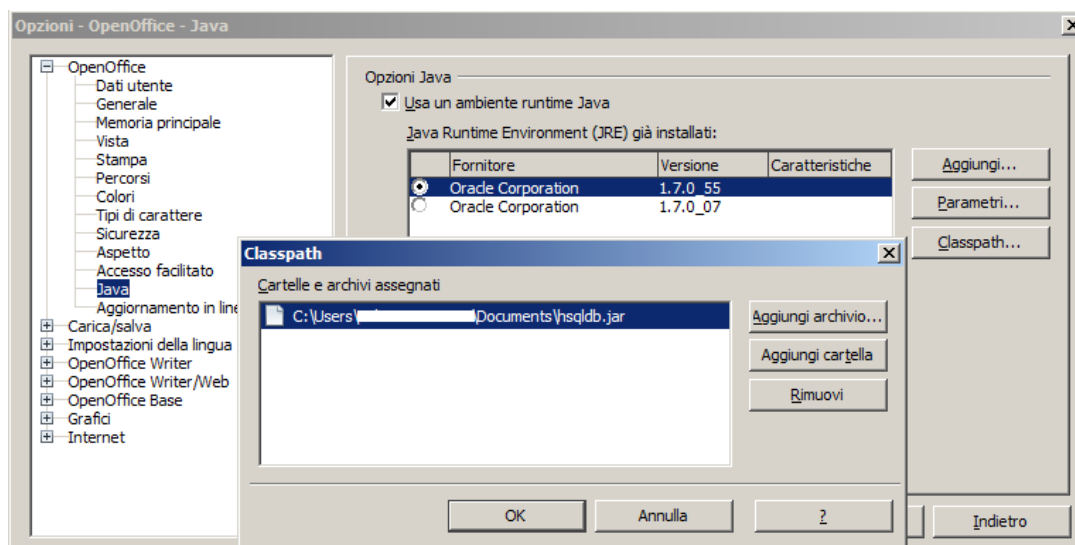 Opzioni - OpenOffice - Java
OpenOffice
Dati utente
Generale
Memoria principale
Vista
Stampa
Percorsi
Colori
Tipi di carattere
Sicurezza
Aspetto
Accesso facilitato
Java
Aggiornamento in line
Carica/salva
Impostazioni della lingua
OpenOffice Writer
OpenOffice Writer/Web
OpenOffice Base
Grafici
Internet
Opzioni Java
Usa un ambiente runtime Java
Java Runtime Environment (JRE) già installati:
Fornitore Versione Caratteristiche
Oracle Corporation 1.7.0_55
Oracle Corporation 1.7.0_07
Aggiungi...
Parametri...
Classpath...
Classpath
Cartelle e archivi assegnati
C:\Users\ \Documents\hsqldb.jar
Aggiungi archivio...
Aggiungi cartella
Rimuovi
OK Annulla ?
Indietro